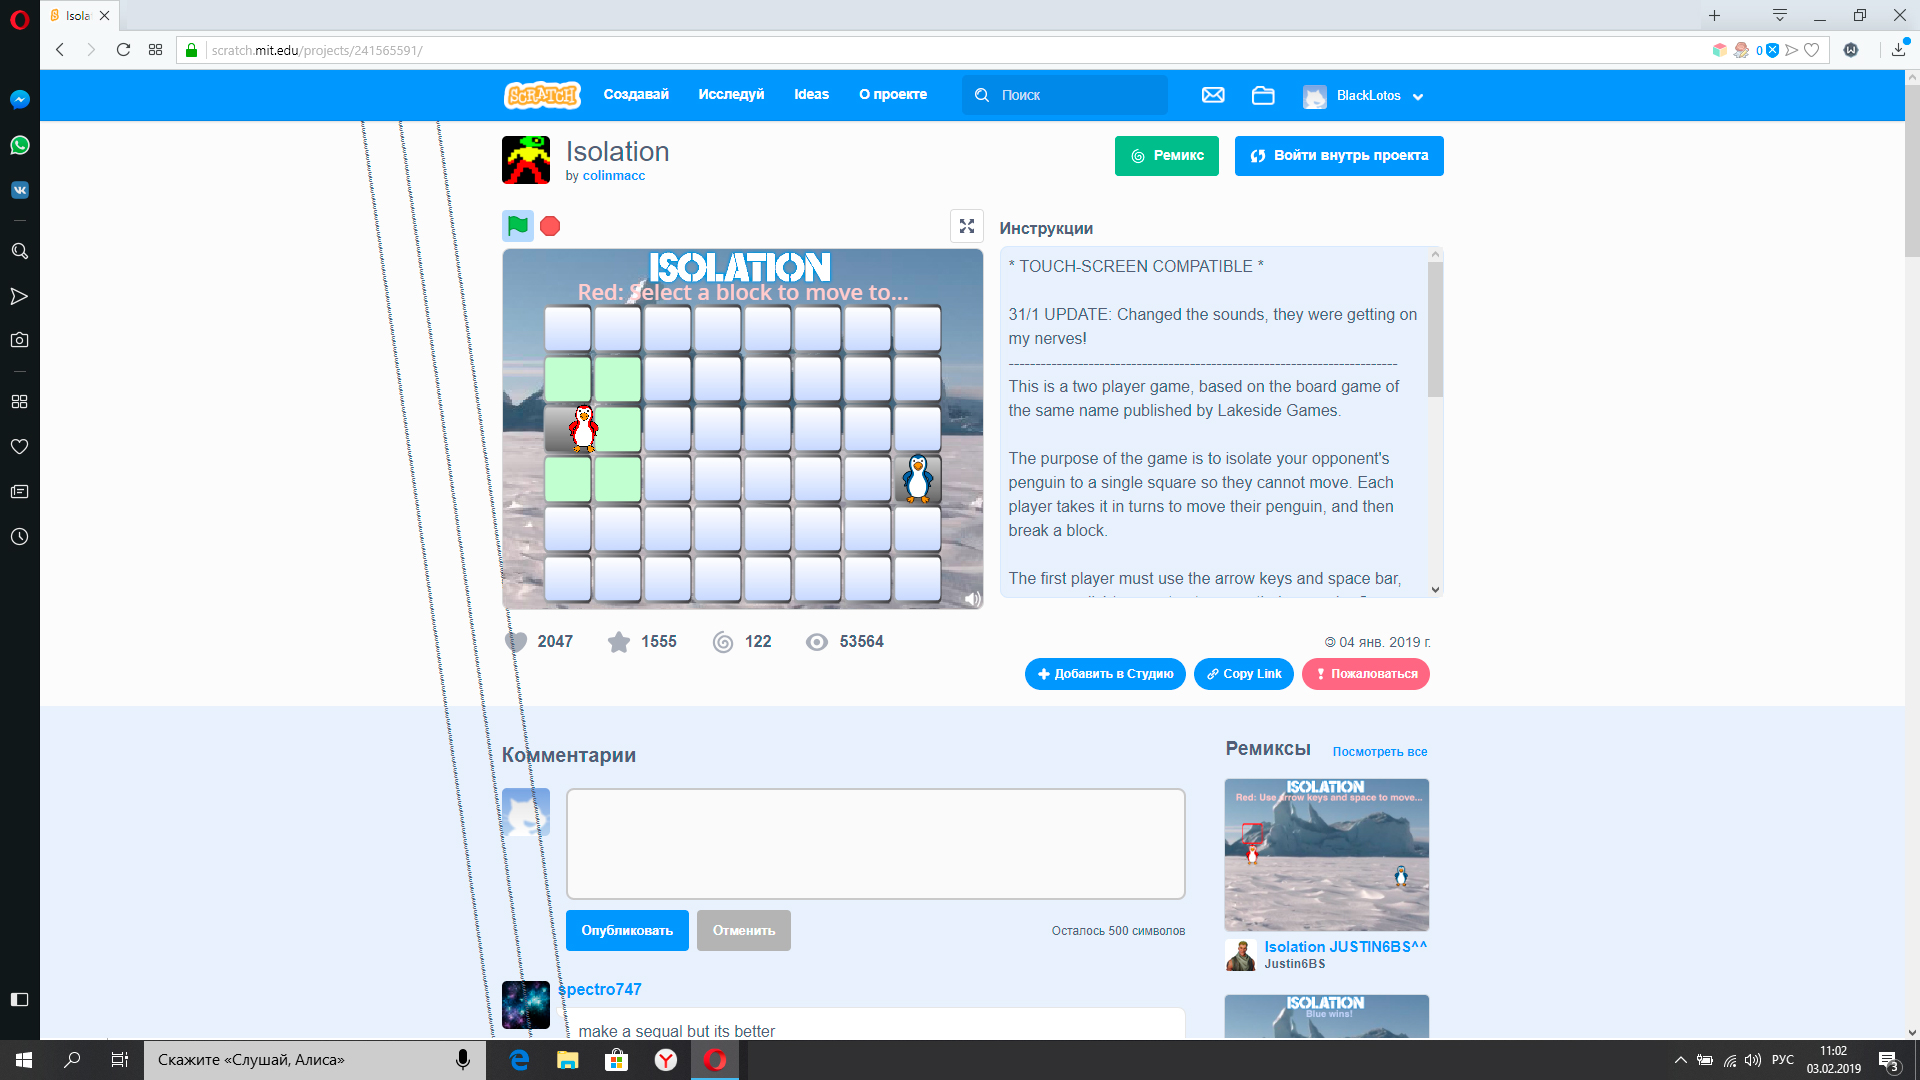 Isola
scratch.mit.edu/projects/241565591/
0
SCRATCH
Создавай
Исследуй
Ideas
О проекте
Поиск
BlackLotos
Isolation
by colinmacc
Ремикс
Войти внутрь проекта
Инструкции
ISOLATION
Red: Select a block to move to...
* TOUCH-SCREEN COMPATIBLE *
31/1 UPDATE: Changed the sounds, they were getting on
my nerves!
--------------------------------------------------------------------------
This is a two player game, based on the board game of
the same name published by Lakeside Games.
The purpose of the game is to isolate your opponent's
penguin to a single square so they cannot move. Each
player takes it in turns to move their penguin, and then
break a block.
The first player must use the arrow keys and space bar,
2047
1555
122
53564
© 04 янв. 2019 г.
Добавить в Студию
Copy Link
Пожаловаться
Комментарии
Опубликовать
Отменить
Осталось 500 символов
spectro747
make a sequal but its better
Ремиксы
Посмотреть все
ISOLATION
Red: Use arrow keys and space to move...
Isolation JUSTIN6BS^^
Justin6BS
ISOLATION
Blue wins!
Скажите «Слушай, Алиса»
РУС
11:02
03.02.2019
3